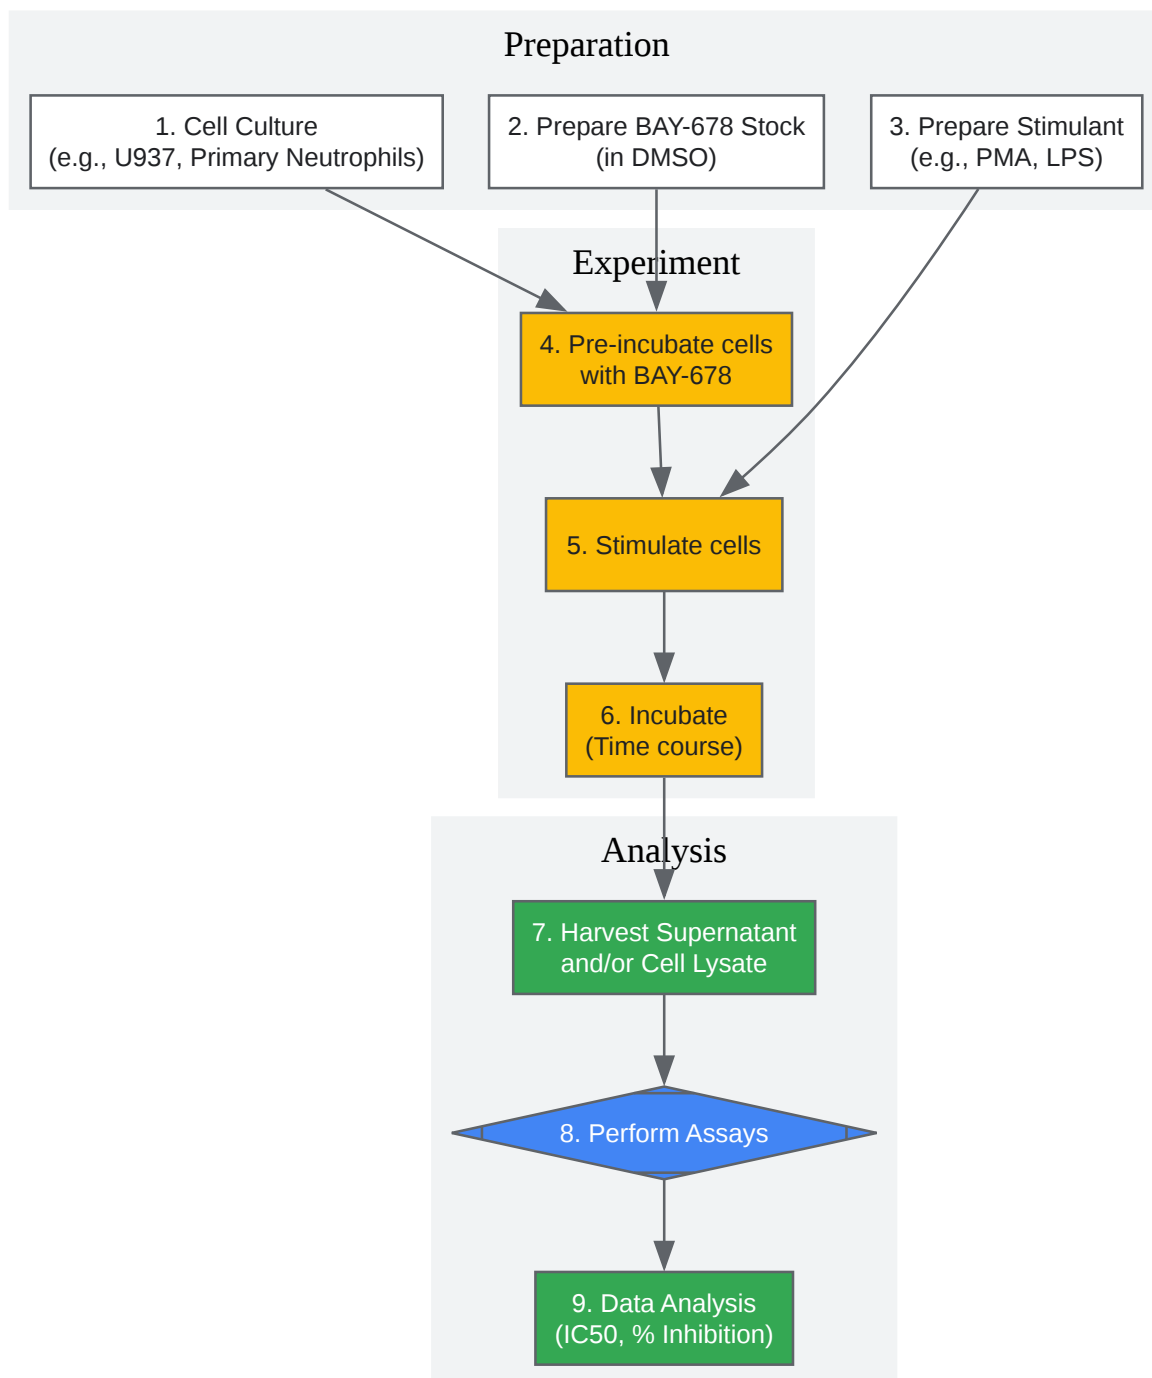 Preparation
1. Cell Culture
(e.g., U937, Primary Neutrophils)
2. Prepare BAY-678 Stock
(in DMSO)
3. Prepare Stimulant
(e.g., PMA, LPS)
Experiment
4. Pre-incubate cells
with BAY-678
5. Stimulate cells
6. Incubate
(Time course)
Analysis
7. Harvest Supernatant
and/or Cell Lysate
8. Perform Assays
9. Data Analysis
(IC50, % Inhibition)